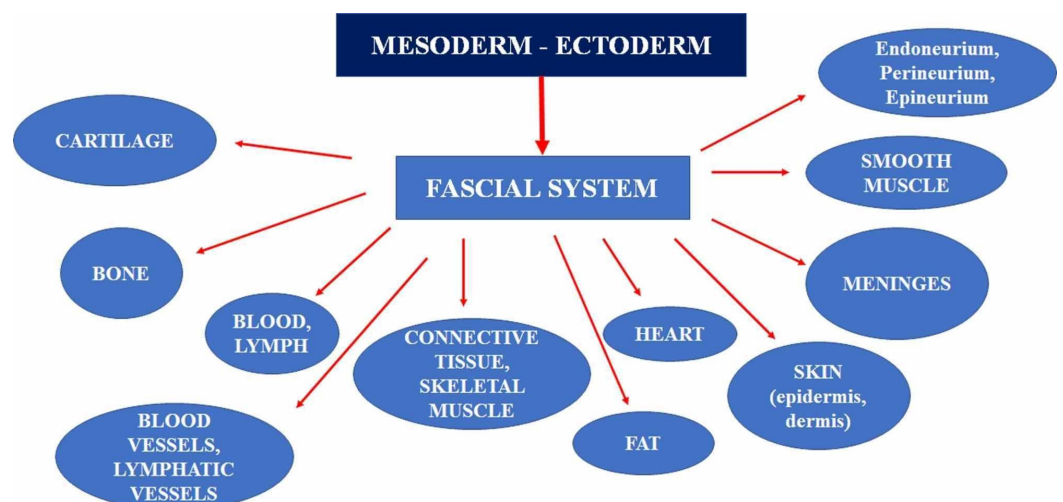 MESODERM - ECTODERM
FASCIAL SYSTEM
CARTILAGE
BONE
BLOOD,
LYMPH
BLOOD
VESSELS,
LYMPHATIC
VESSELS
CONNECTIVE
TISSUE,
SKELETAL
MUSCLE
FAT
HEART
SKIN
(epidermis,
dermis)
MENINGES
SMOOTH
MUSCLE
Endoneurium,
Perineurium,
Epineurium